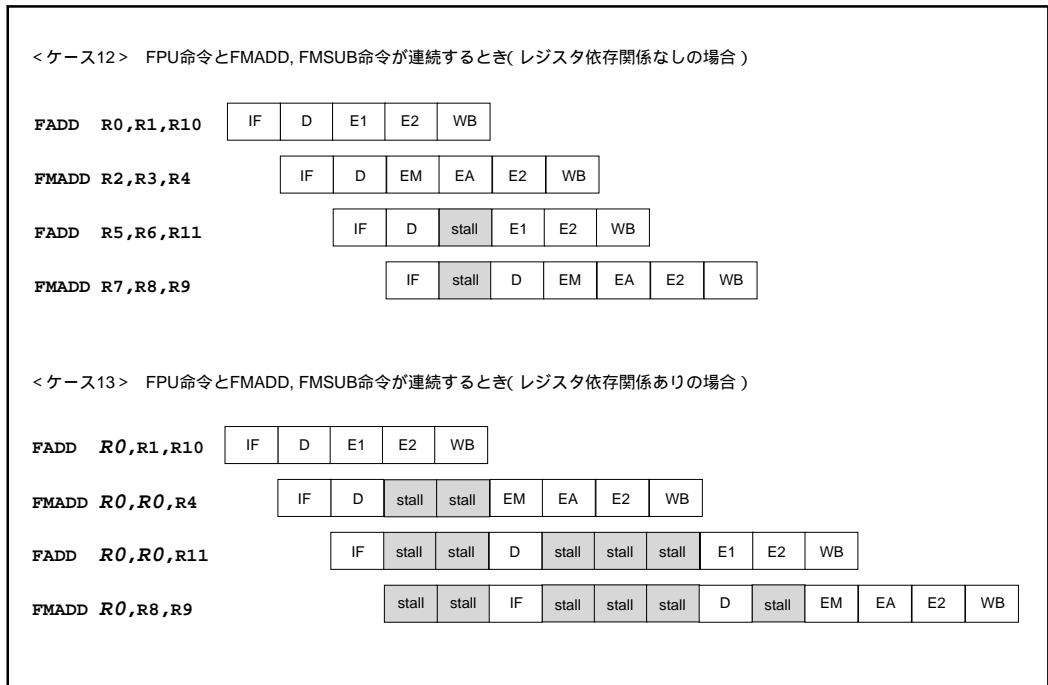 <ケース12> FPU命令とFMADD, FMSUB命令が連続するとき( レジスタ依存関係なしの場合 )
FADD R0,R1,R10 IF D E1 E2 WB
FMADD R2,R3,R4 IF D EM EA E2 WB
FADD R5,R6,R11 IF D stall E1 E2 WB
FMADD R7,R8,R9 IF stall D EM EA E2 WB
<ケース13> FPU命令とFMADD, FMSUB命令が連続するとき( レジスタ依存関係ありの場合 )
FADD R0,R1,R10 IF D E1 E2 WB
FMADD R0,R0,R4 IF D stall stall EM EA E2 WB
FADD R0,R0,R11 IF stall stall D stall stall stall E1 E2 WB
FMADD R0,R8,R9 stall stall IF stall stall stall D stall EM EA E2 WB